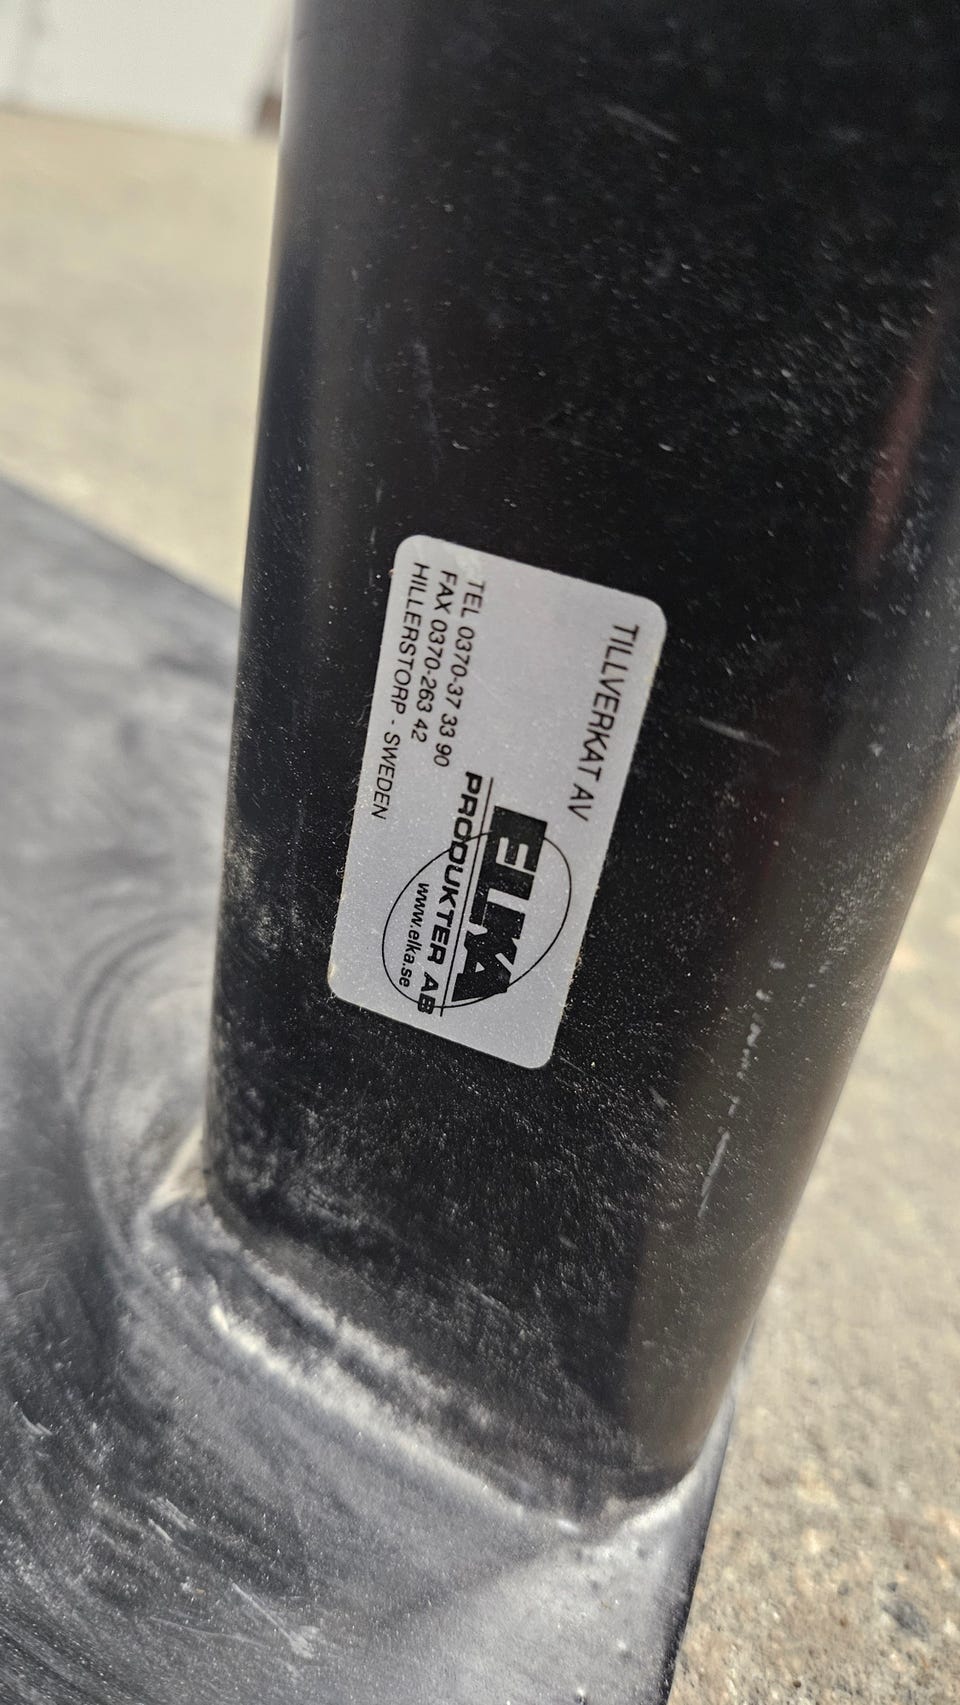 TILLVERKAT AV
ELKA
PRODUKTER AB
www.elka.se
TEL 0370-37 33 90
FAX 0370-263 42
HILLERSTORP - SWEDEN